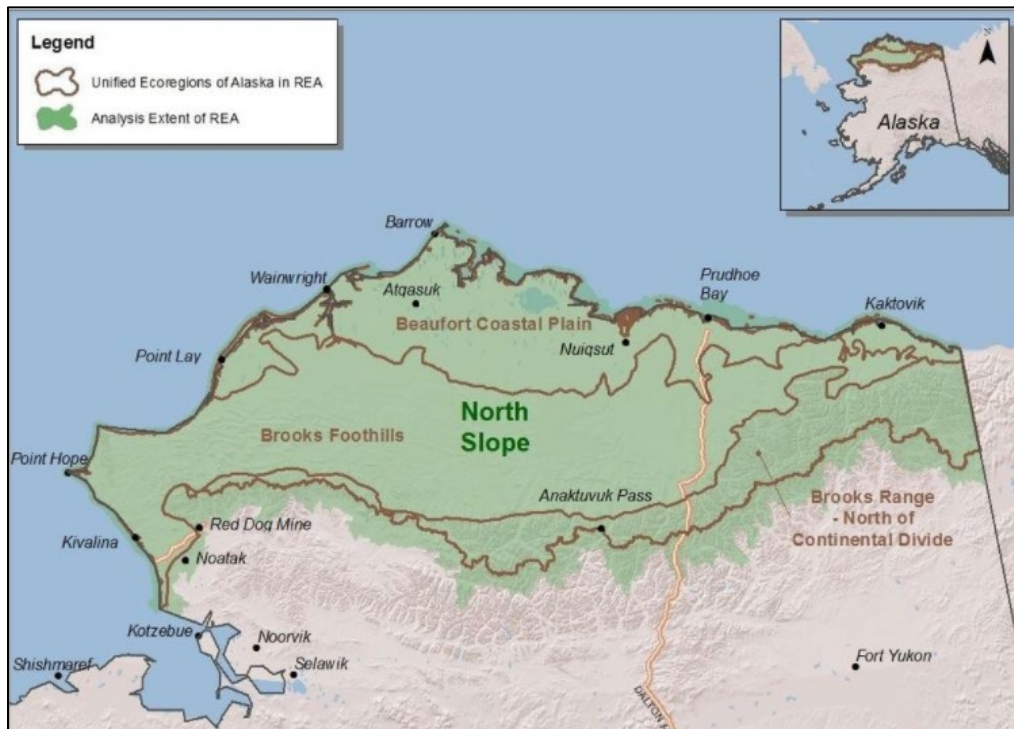 Legend
Unified Ecoregions of Alaska in REA
Analysis Extent of REA
N
Alaska
Barrow
Wainwright
Atqasuk
Prudhoe
Bay
Kaktovik
Beaufort Coastal Plain
Nuiqsut
Point Lay
North
Slope
Brooks Foothills
Point Hope
Anaktuvuk Pass
Brooks Range
- North of
Continental Divide
Red Dog Mine
Kivalina
Noatak
Kotzebue
Noorvik
Shishmaref
Selawik
Fort Yukon
DALTON